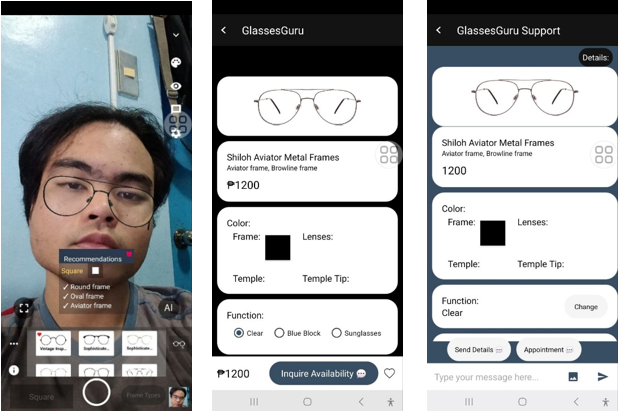 Recommendations
Square
✓ Round frame
✓ Oval frame
✓ Aviator frame
AI
Vintage Insp...
Sophisticate...
Sophisticate...
Square
Frame Types
GlassesGuru
Shiloh Aviator Metal Frames
Aviator frame, Browline frame
₱1200
Color:
Frame:
Lenses:
Temple:
Temple Tip:
Function:
Clear
Blue Block
Sunglasses
₱1200
Inquire Availability
GlassesGuru Support
Details:
Shiloh Aviator Metal Frames
Aviator frame, Browline frame
1200
Color:
Frame:
Lenses:
Temple:
Temple Tip:
Function:
Clear
Change
Send Details
Appointment
Type your message here...